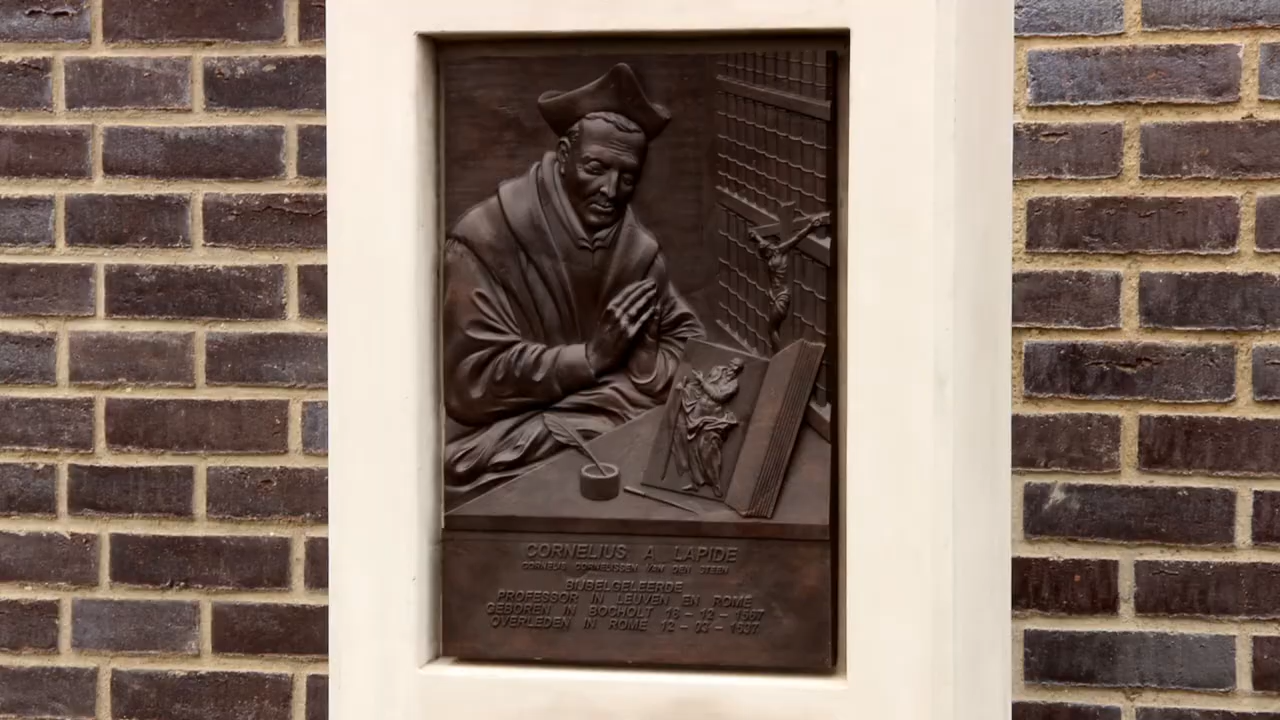 CORNELIUS A LAPIDE
CORNELIS CORNELISSEN VAN DEN STEEN
BIJBELGELEERDE
PROFESSOR IN LEUVEN EN ROME
GEBOREN IN BOCHOLT 18 - 12 - 1567
OVERLEDEN IN ROME 12 - 03 - 1637